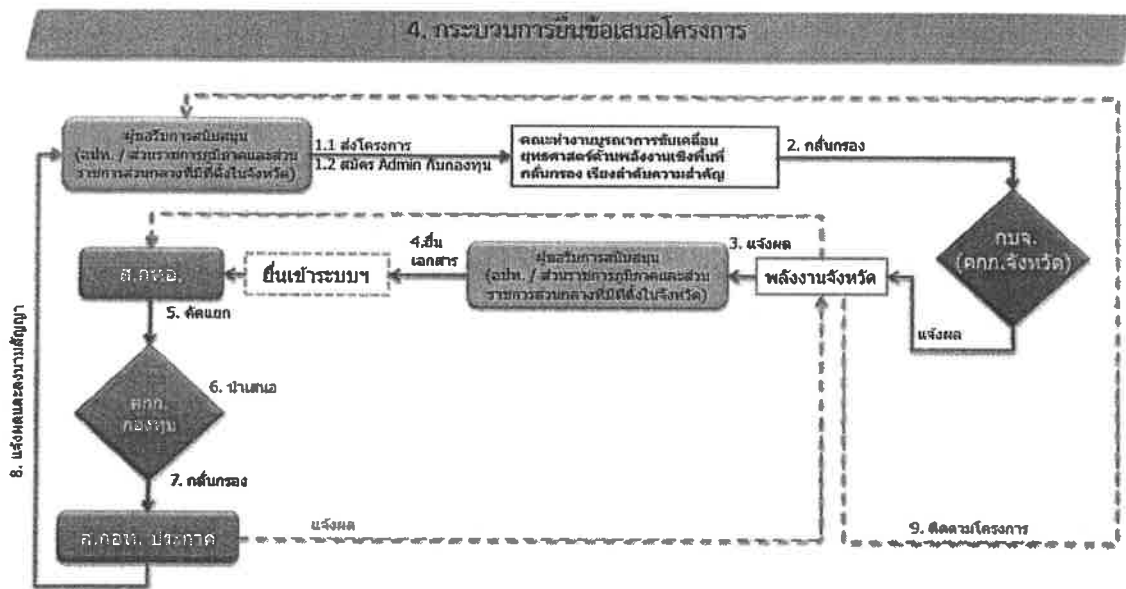 4. กระบวนการยื่นข้อเสนอโครงการ
ผู้ขอรับการสนับสนุน
(อปท. / ส่วนราชการภูมิภาคและส่วน
ราชการส่วนกลางที่มีที่ตั้งในจังหวัด)
1.1 ส่งโครงการ
1.2 สมัคร Admin กับกองทุน
คณะทำงานบูรณาการขับเคลื่อน
ยุทธศาสตร์ด้านพลังงานเชิงพื้นที่
กลั่นกรอง เรียงลำดับความสำคัญ
2. กลั่นกรอง
กบจ.
(คกก.จังหวัด)
แจ้งผล
พลังงานจังหวัด
3. แจ้งผล
ผู้ขอรับการสนับสนุน
(อปท. / ส่วนราชการภูมิภาคและส่วน
ราชการส่วนกลางที่มีที่ตั้งในจังหวัด)
4.ยื่น
เอกสาร
ยื่นเข้าระบบฯ
ส.กทอ.
5. คัดแยก
คกก.
กองทุน
6. นำเสนอ
7. กลั่นกรอง
ส.กอท. ประกาศ
แจ้งผล
8. แจ้งผลและลงนามสัญญา
9. ติดตามโครงการ